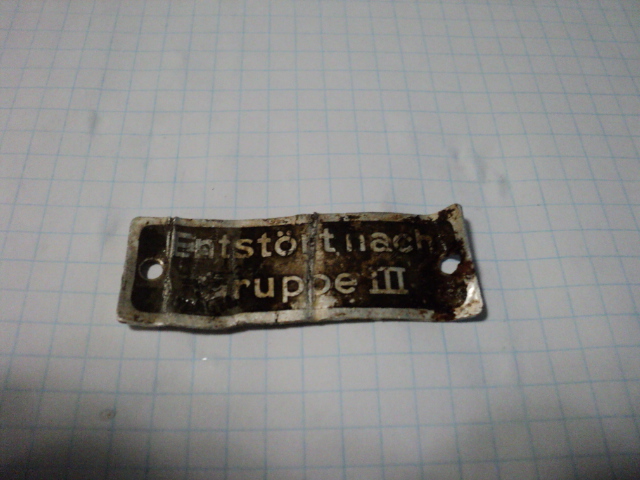 Entstört nach
Gruppe III